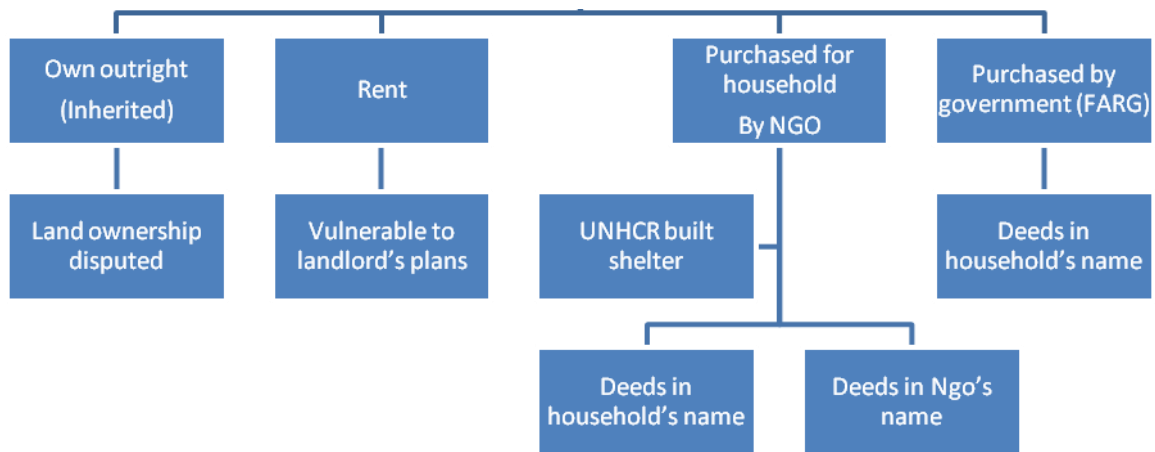 Own outright
(Inherited)
Rent
Purchased for
household
By NGO
Purchased by
government (FARG)
Land ownership
disputed
Vulnerable to
landlord's plans
UNHCR built
shelter
Deeds in
household's name
Deeds in
household's name
Deeds in Ngo's
name